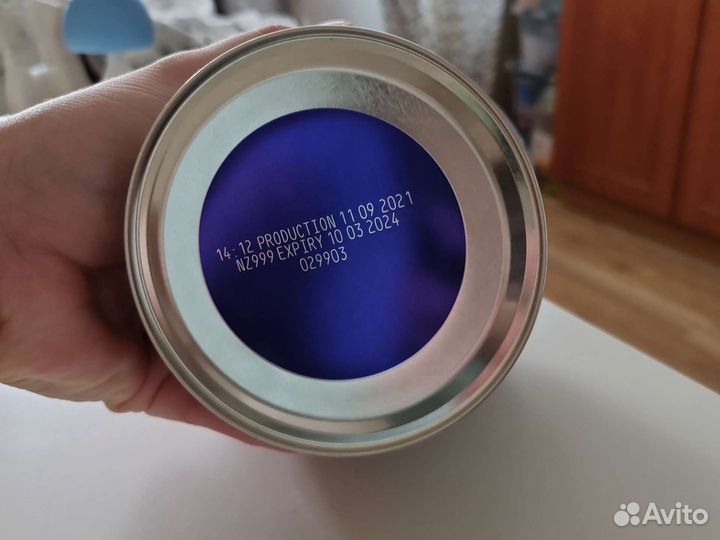 14:12 PRODUCTION 11 09 2021
NZ999 EXPIRY 10 03 2024
029903
Avito